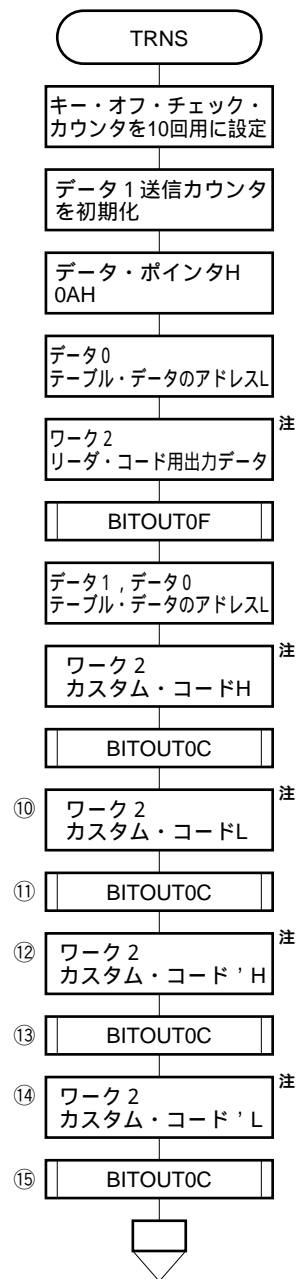 TRNS
キー・オフ・チェック・
カウンタを10回用に設定
データ1送信カウンタ
を初期化
データ・ポインタH
0AH
データ0
テーブル・データのアドレスL
注
ワーク2
リーダ・コード用出力データ
BITOUT0F
データ1,データ0
テーブル・データのアドレスL
注
ワーク2
カスタム・コードH
BITOUT0C
注
⑩ ワーク2
カスタム・コードL
⑪ BITOUT0C
注
⑫ ワーク2
カスタム・コード'H
⑬ BITOUT0C
注
⑭ ワーク2
カスタム・コード'L
⑮ BITOUT0C